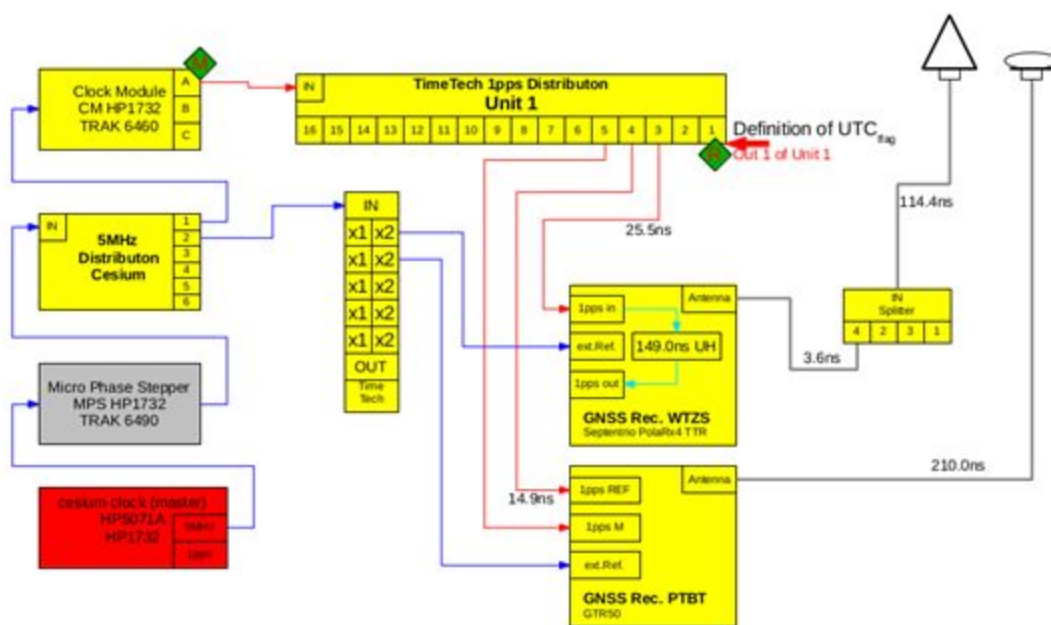 M
Clock Module
CM HP1732
TRAK 6460
A
B
C
IN
TimeTech 1pps Distributon
Unit 1
16 15 14 13 12 11 10 9 8 7 6 5 4 3 2 1
Definition of UTC
R
Out 1 of Unit 1
IN
5MHz
Distributon
Cesium
1
2
3
4
5
6
IN
x1 x2
x1 x2
x1 x2
x1 x2
x1 x2
OUT
Time
Tech
25.5ns
114.4ns
Micro Phase Stepper
MPS HP1732
TRAK 6490
cesium clock (master)
HP5071A
HP1732
5MHz
1pps
1pps in
Antenna
ext.Ref.
149.0ns UH
1pps out
GNSS Rec. WTZS
Septentrio PolaRx4 TTR
IN
Splitter
4 2 3 1
3.6ns
210.0ns
14.9ns
1pps REF
Antenna
1pps M
ext.Ref.
GNSS Rec. PTBT
GTR50